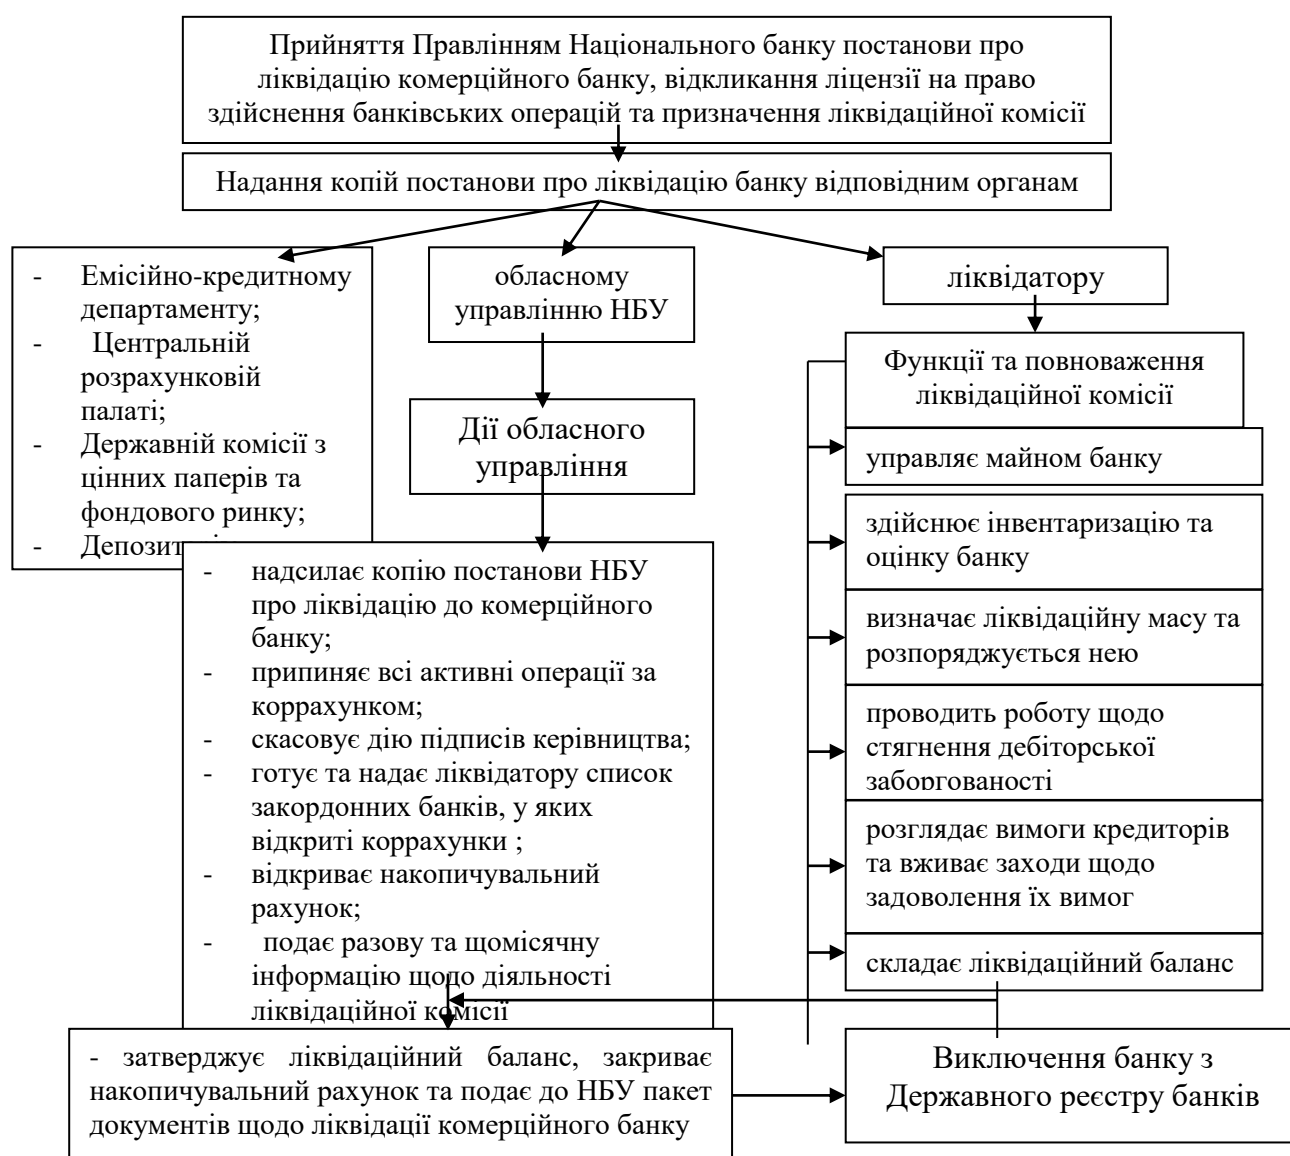 Прийняття Правлінням Національного банку постанови про
ліквідацію комерційного банку, відкликання ліцензії на право
здійснення банківських операцій та призначення ліквідаційної комісії
Надання копій постанови про ліквідацію банку відповідним органам
- Емісійно-кредитному
департаменту;
- Центральній
розрахунковій
палаті;
- Державній комісії з
цінних паперів та
фондового ринку;
-
обласному
управлінню НБУ
Дії обласного
управління
- надсилає копію постанови НБУ
про ліквідацію до комерційного
банку;
- припиняє всі активні операції за
коррахунком;
- скасовує дію підписів керівництва;
- готує та надає ліквідатору список
закордонних банків, у яких
відкриті коррахунки ;
- відкриває накопичувальний
рахунок;
- подає разову та щомісячну
інформацію щодо діяльності
ліквідаційної комісії
- затверджує ліквідаційний баланс, закриває
накопичувальний рахунок та подає до НБУ пакет
документів щодо ліквідації комерційного банку
ліквідатору
Функції та повноваження
ліквідаційної комісії
управляє майном банку
здійснює інвентаризацію та
оцінку банку
визначає ліквідаційну масу та
розпоряджується нею
проводить роботу щодо
стягнення дебіторської
заборгованості
розглядає вимоги кредиторів
та вживає заходи щодо
задоволення їх вимог
складає ліквідаційний баланс
Виключення банку з
Державного реєстру банків